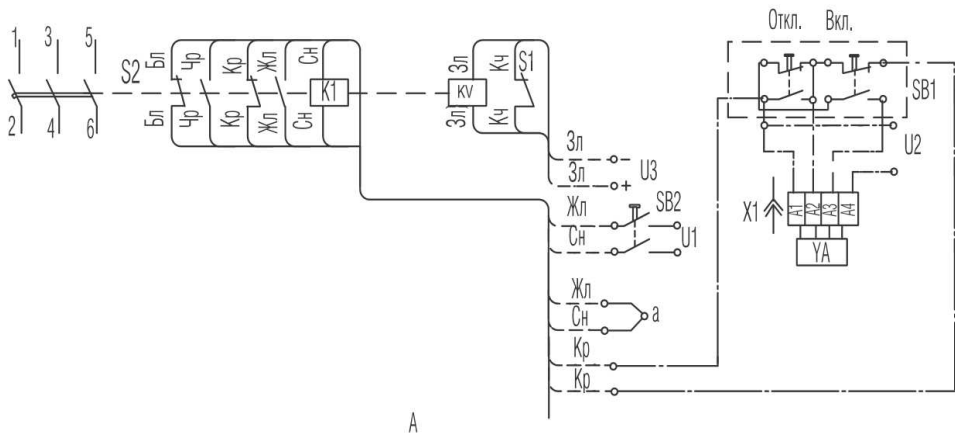 Откл. Вкл.
1 3 5
S2
Бл Чр Кр Жл Сн
К1
Зл
KV
Кч
S1
SB1
2 4 6
Бл Чр Кр Жл Сн
Зл
Кч
U2
Зл
U3
Зл
+
X1
A1 A2 A3 A4
YA
Жл
SB2
Сн
U1
Жл
Сн
а
Кр
Кр
А